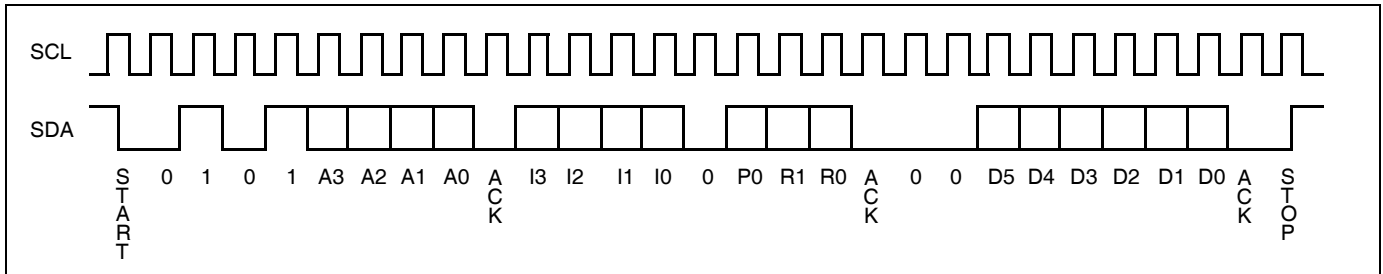 SCL
SDA
START 0 1 0 1 A3 A2 A1 A0 ACK I3 I2 I1 I0 0 P0 R1 R0 ACK 0 0 D5 D4 D3 D2 D1 D0 ACK STOP